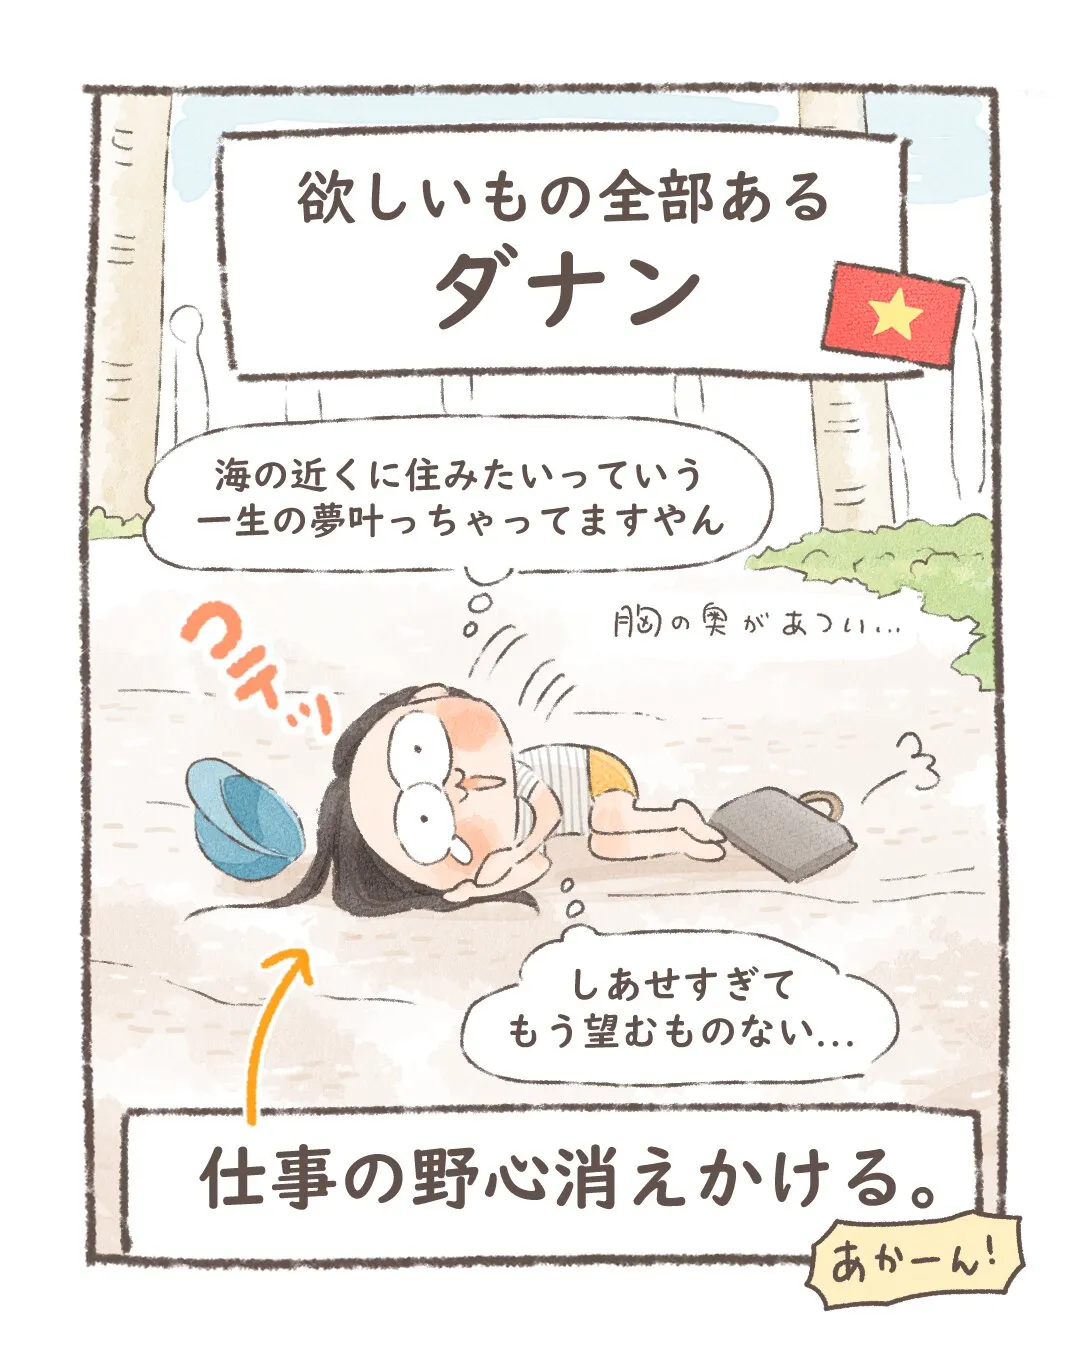 欲しいもの全部ある
ダナン
海の近くに住みたいっていう
一生の夢叶っちゃってますやん
胸の奥があつい...
しあせすぎて
もう望むものない...
仕事の野心消えかける。
あかーん!